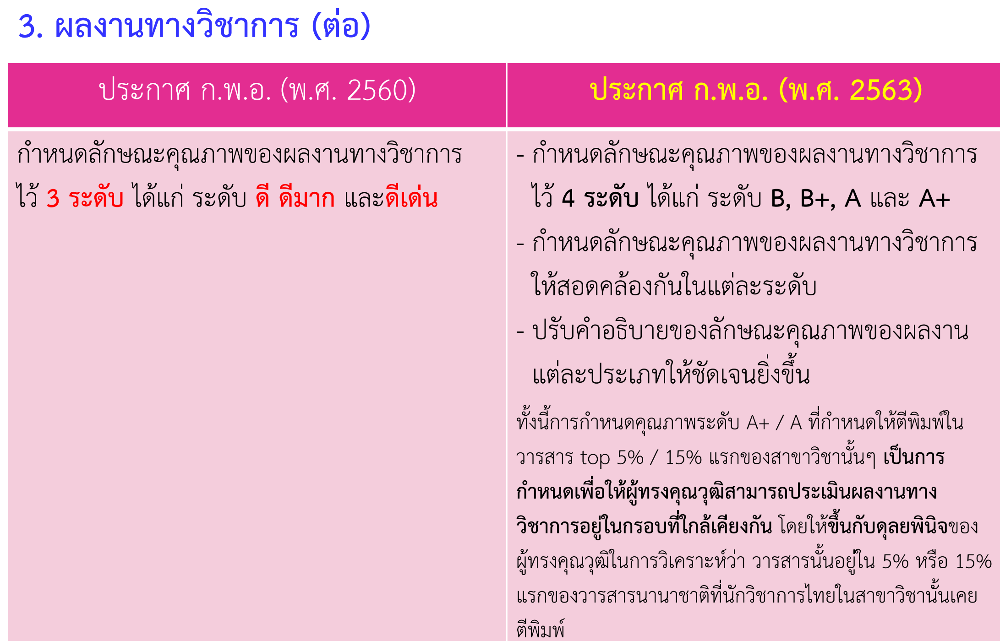 3. ผลงานทางวิชาการ (ต่อ)
ประกาศ ก.พ.อ. (พ.ศ. 2560)
ประกาศ ก.พ.อ. (พ.ศ. 2563)
กำหนดลักษณะคุณภาพของผลงานทางวิชาการ
ไว้ 3 ระดับ ได้แก่ ระดับ ดี ดีมาก และดีเด่น
- กำหนดลักษณะคุณภาพของผลงานทางวิชาการ
ไว้ 4 ระดับ ได้แก่ ระดับ B, B+, A และ A+
- กำหนดลักษณะคุณภาพของผลงานทางวิชาการ
ให้สอดคล้องกันในแต่ละระดับ
- ปรับคำอธิบายของลักษณะคุณภาพของผลงาน
แต่ละประเภทให้ชัดเจนยิ่งขึ้น
ทั้งนี้การกำหนดคุณภาพระดับ A+ / A ที่กำหนดให้ตีพิมพ์ใน
วารสาร top 5% / 15% แรกของสาขาวิชานั้นๆ เป็นการ
กำหนดเพื่อให้ผู้ทรงคุณวุฒิสามารถประเมินผลงานทาง
วิชาการอยู่ในกรอบที่ใกล้เคียงกัน โดยให้ขึ้นกับดุลยพินิจของ
ผู้ทรงคุณวุฒิในการวิเคราะห์ว่า วารสารนั้นอยู่ใน 5% หรือ 15%
แรกของวารสารนานาชาติที่นักวิชาการไทยในสาขาวิชานั้นเคย
ตีพิมพ์